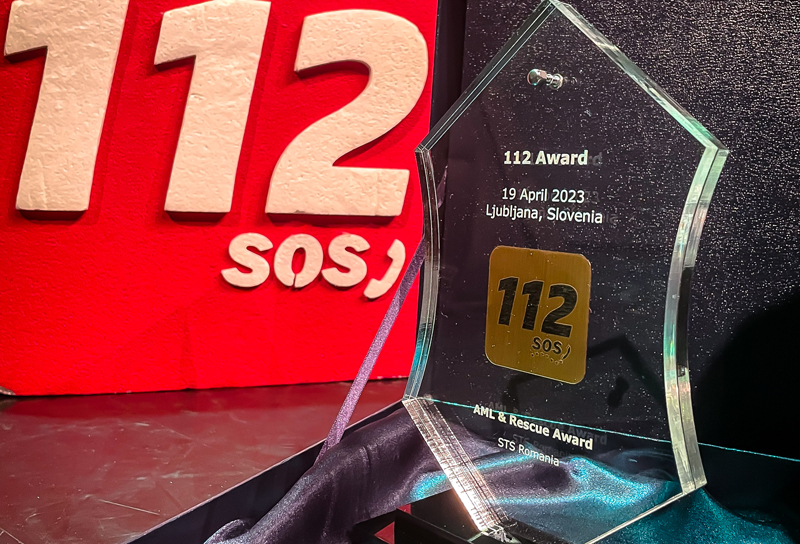 112
SOS
112 Award
19 April 2023
Ljubljana, Slovenia
112
SOS
AML & Rescue Award
STS Romania